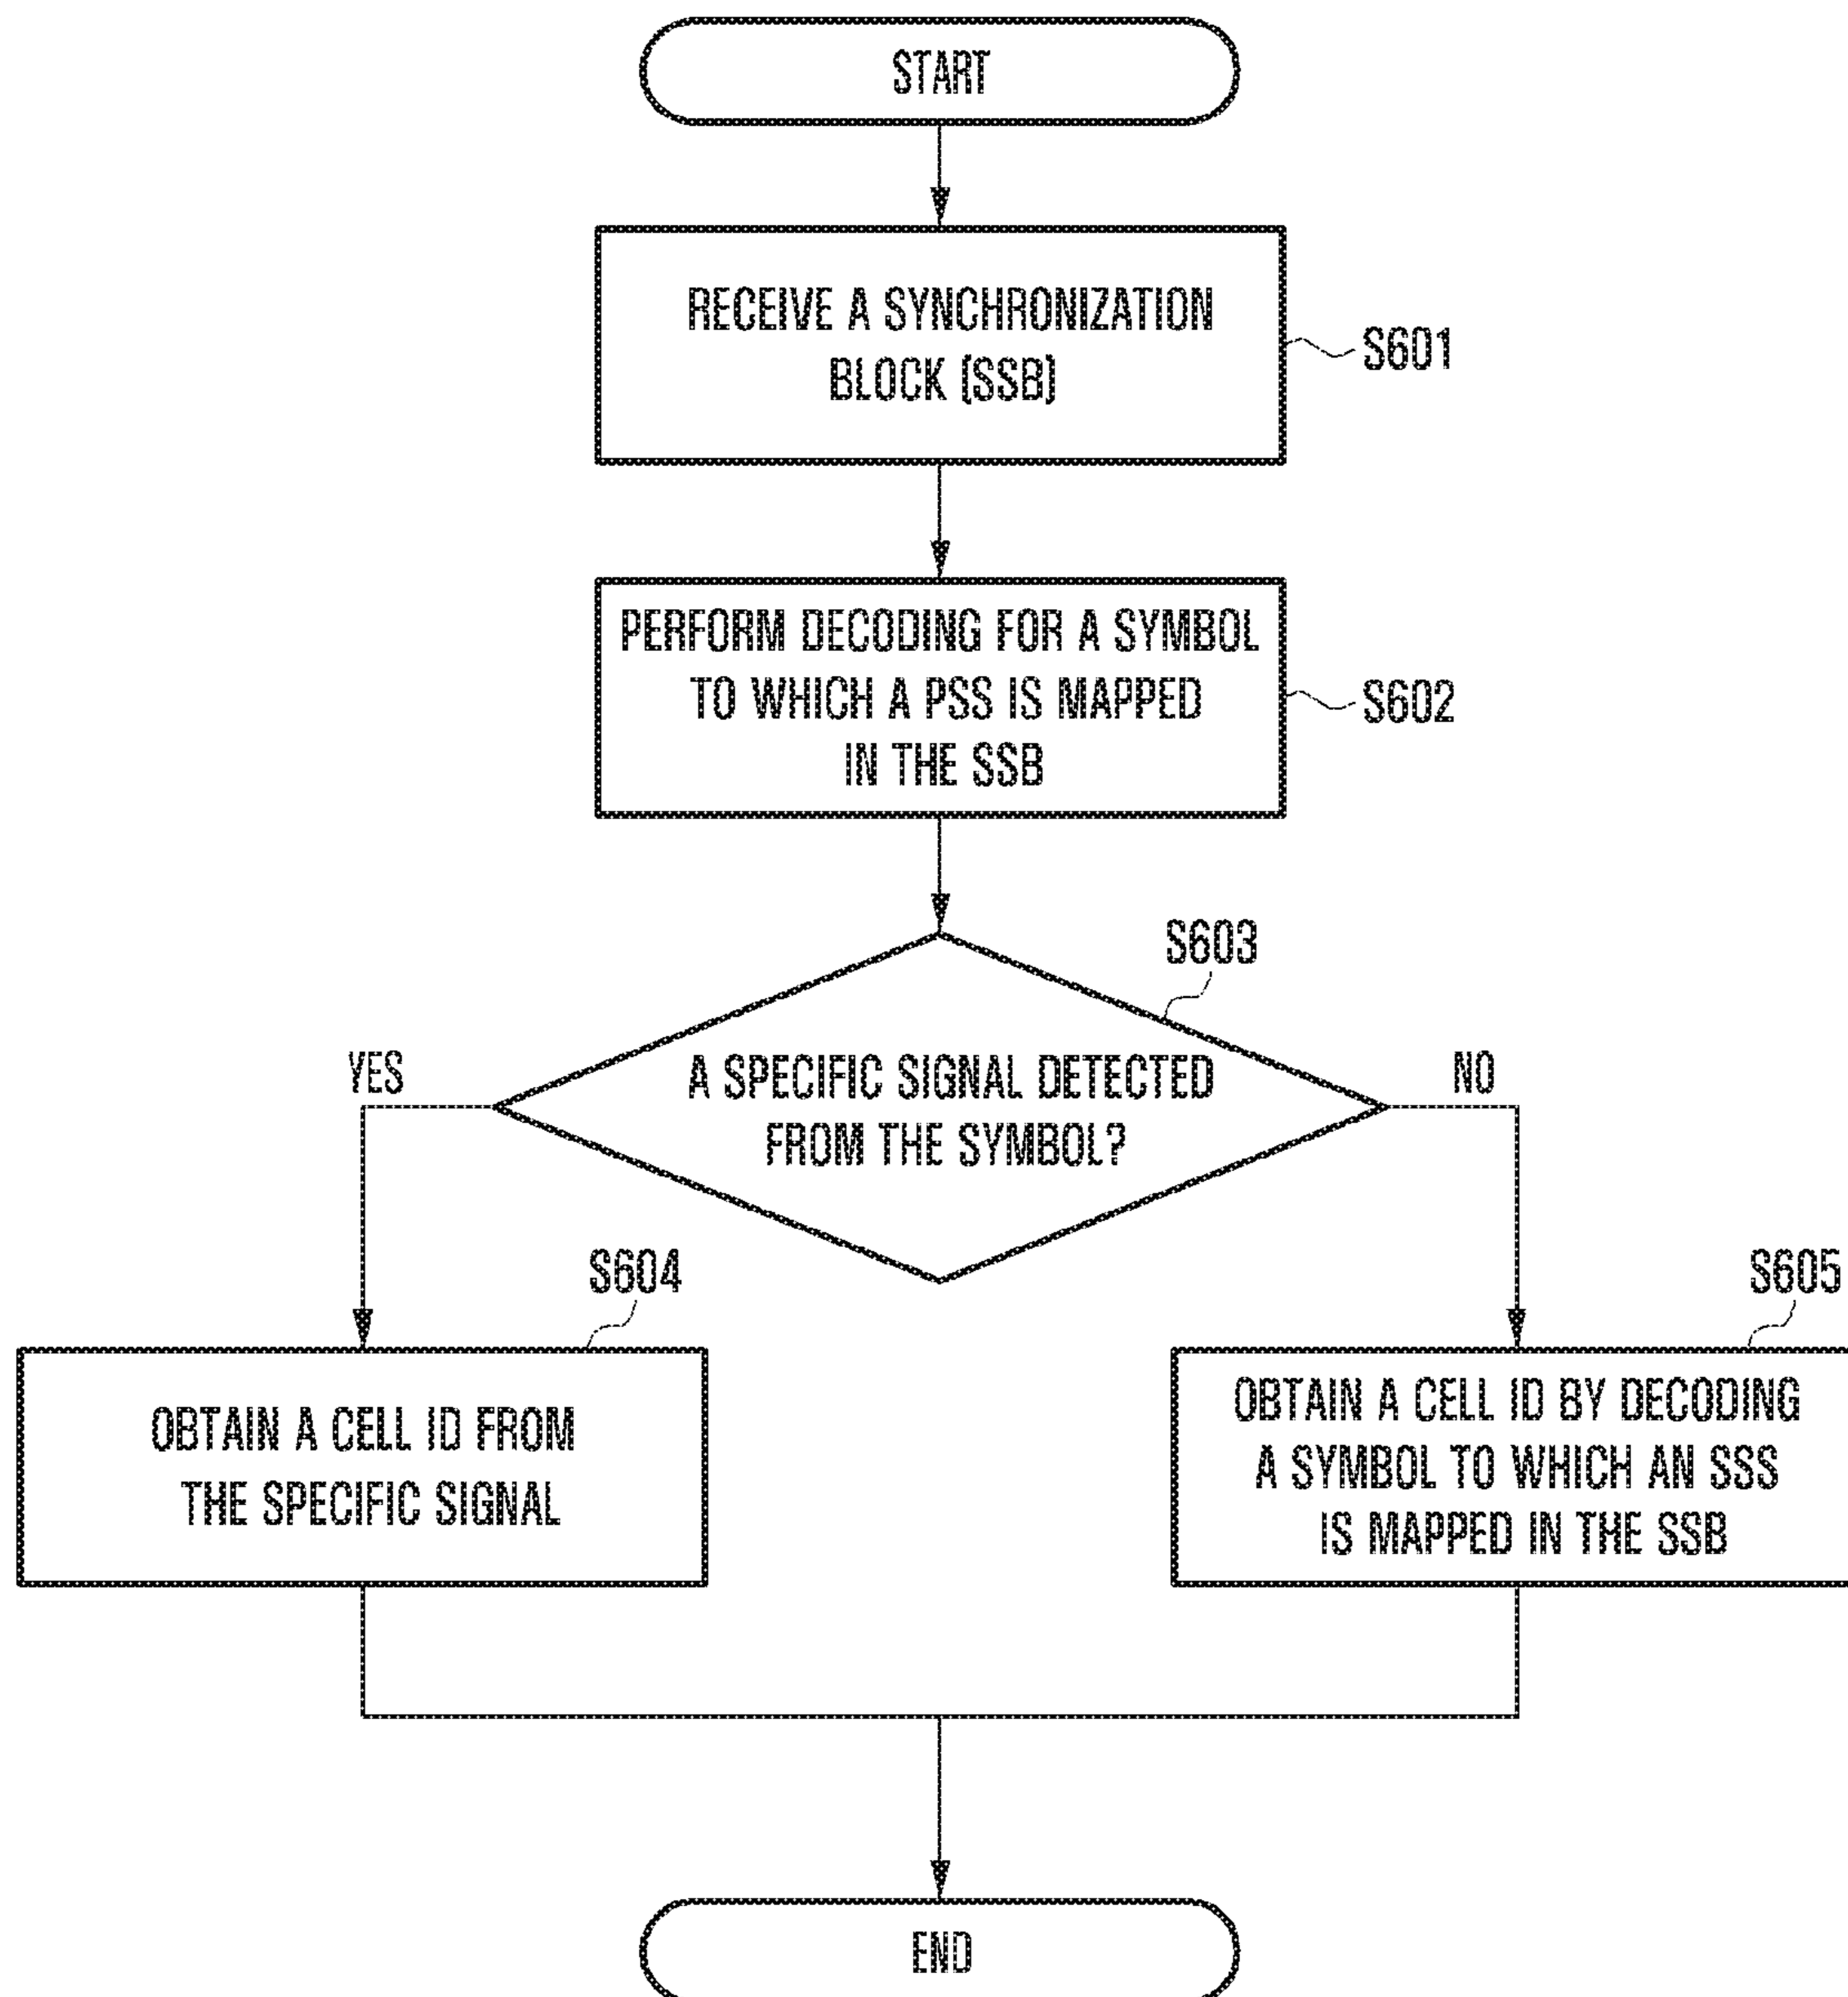 START
RECEIVE A SYNCHRONIZATION
BLOCK (SSB)
S601
PERFORM DECODING FOR A SYMBOL
TO WHICH A PSS IS MAPPED
IN THE SSB
S602
S603
A SPECIFIC SIGNAL DETECTED
FROM THE SYMBOL?
YES
NO
S604
OBTAIN A CELL ID FROM
THE SPECIFIC SIGNAL
S605
OBTAIN A CELL ID BY DECODING
A SYMBOL TO WHICH AN SSS
IS MAPPED IN THE SSB
END